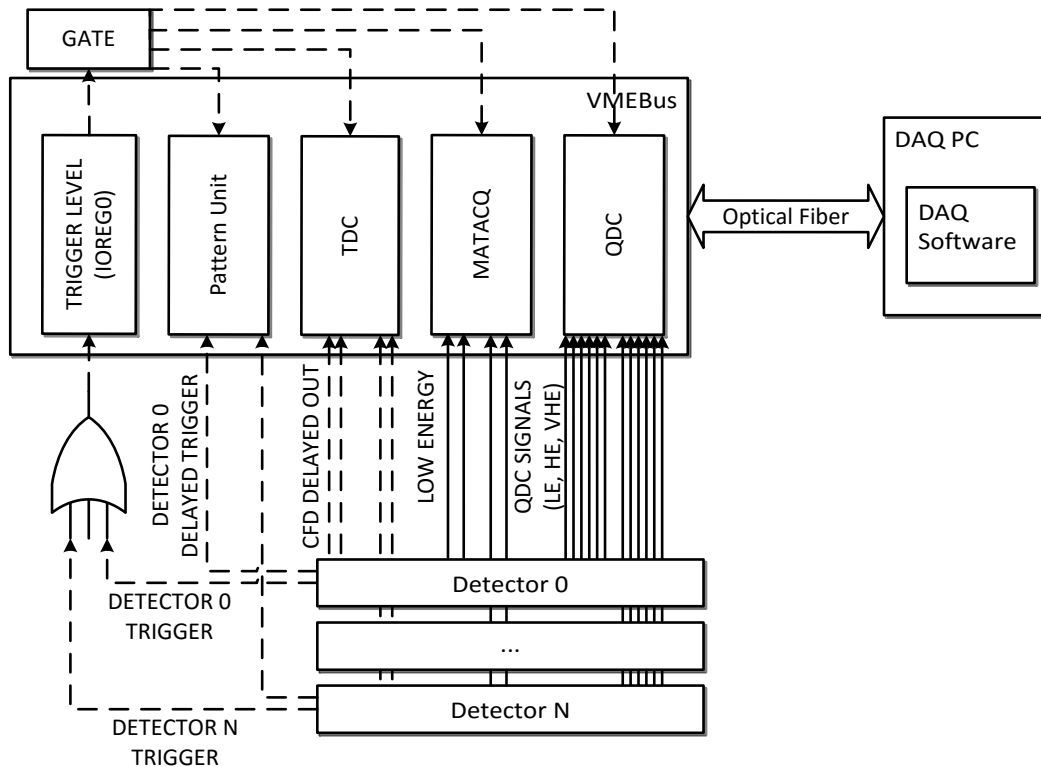 GATE
VMEBus
TRIGGER LEVEL
(IOREG0)
Pattern Unit
TDC
MATACQ
QDC
Optical Fiber
DAQ PC
DAQ
Software
DETECTOR 0
DELAYED TRIGGER
CFD DELAYED OUT
LOW ENERGY
QDC SIGNALS
(LE, HE, VHE)
Detector 0
DETECTOR 0
TRIGGER
...
Detector N
DETECTOR N
TRIGGER